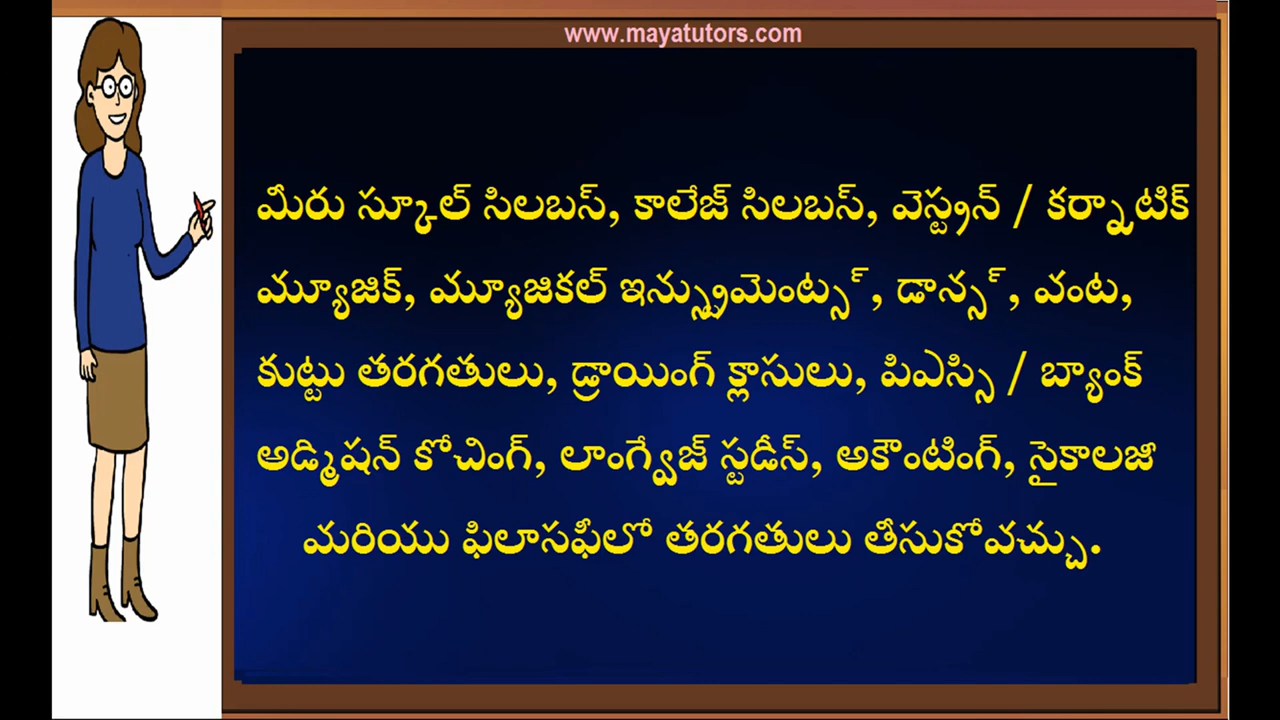 www.mayatutors.com
మీరు స్కూల్ సిలబస్, కాలేజ్ సిలబస్, వెస్ట్రన్ / కర్నాటిక్
మ్యూజిక్, మ్యూజికల్ ఇన్స్ట్రుమెంట్స్, డాన్స్, వంట,
కుట్టు తరగతులు, డ్రాయింగ్ క్లాసులు, పిఎస్సి / బ్యాంక్
అడ్మిషన్ కోచింగ్, లాంగ్వేజ్ స్టడీస్, అకౌంటింగ్, సైకాలజీ
మరియు ఫిలాసఫీలో తరగతులు తీసుకోవచ్చు.